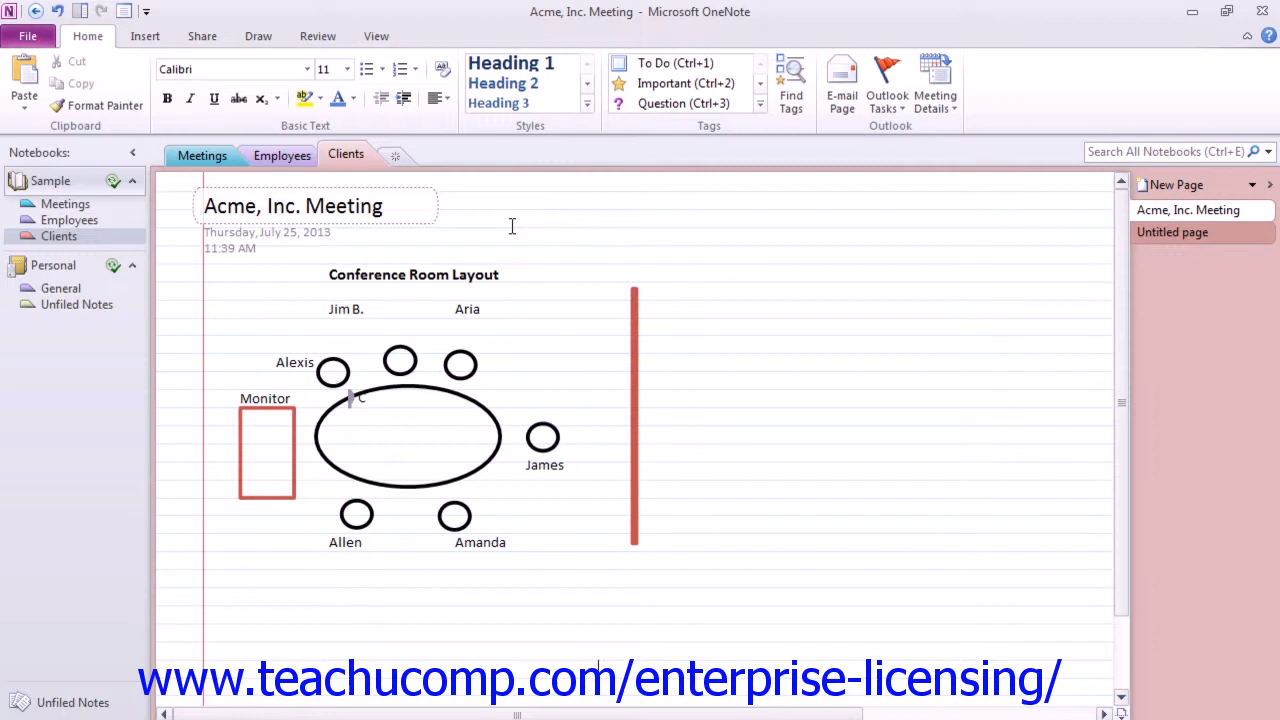 Acme, Inc. Meeting - Microsoft OneNote
File Home Insert Share Draw Review View
Paste
Cut
Copy
Format Painter
Clipboard
Calibri 11
B I U abc X₂ ab A
Basic Text
Heading 1
Heading 2
Heading 3
Styles
To Do (Ctrl+1)
Important (Ctrl+2)
Question (Ctrl+3)
Tags
Find
Tags
E-mail
Page
Outlook
Tasks
Meeting
Details
Outlook
Notebooks:
Meetings Employees Clients
Search All Notebooks (Ctrl+E)
Sample
Meetings
Employees
Clients
Personal
General
Unfiled Notes
Acme, Inc. Meeting
Thursday, July 25, 2013
11:39 AM
Conference Room Layout
Jim B. Aria
Alexis
Monitor
C
James
Allen Amanda
New Page
Acme, Inc. Meeting
Untitled page
www.teachucomp.com/enterprise-licensing/
Unfiled Notes